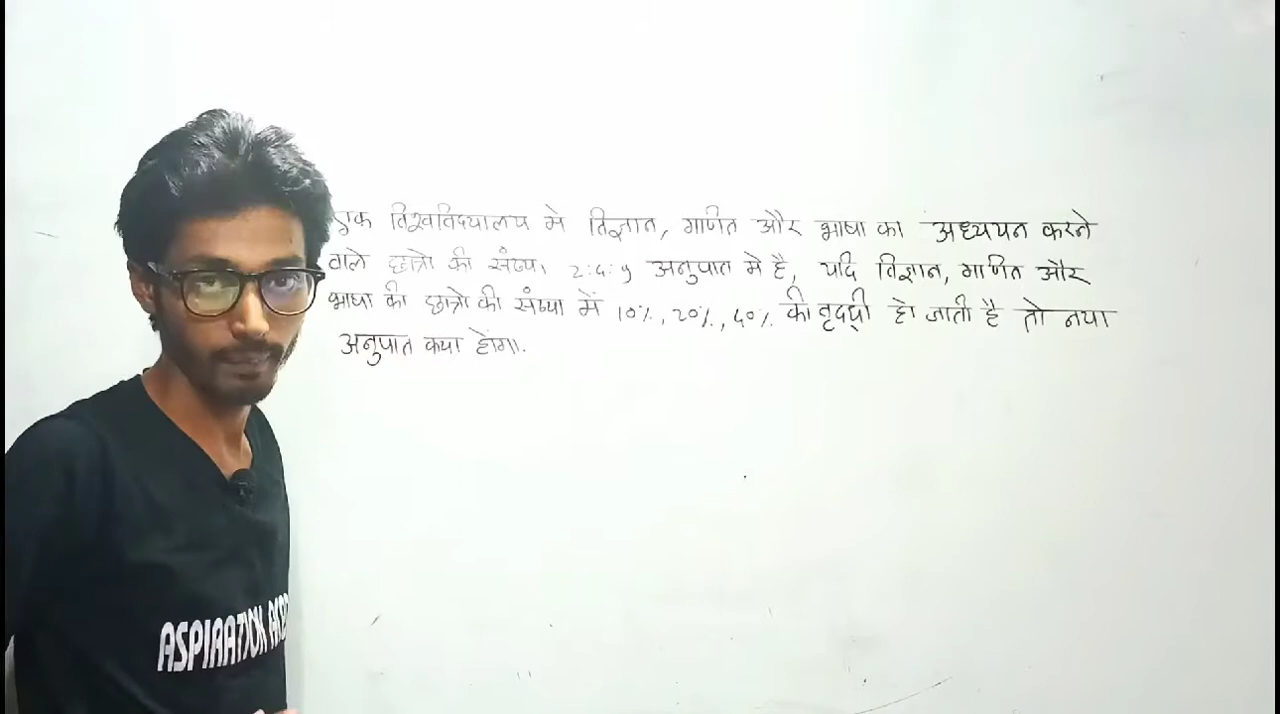 एक विश्वविद्यालय मे विज्ञान, गणित और भाषा का अध्ययन करने
वाले छात्रो की संख्या 2:4:9 अनुपात मे है, यदि विज्ञान, गणित और
भाषा की छात्रो की संख्या में 10%, 20%, 40% की वृद्धी हो जाती है तो नया
अनुपात क्या होगा.
ASPIRATION